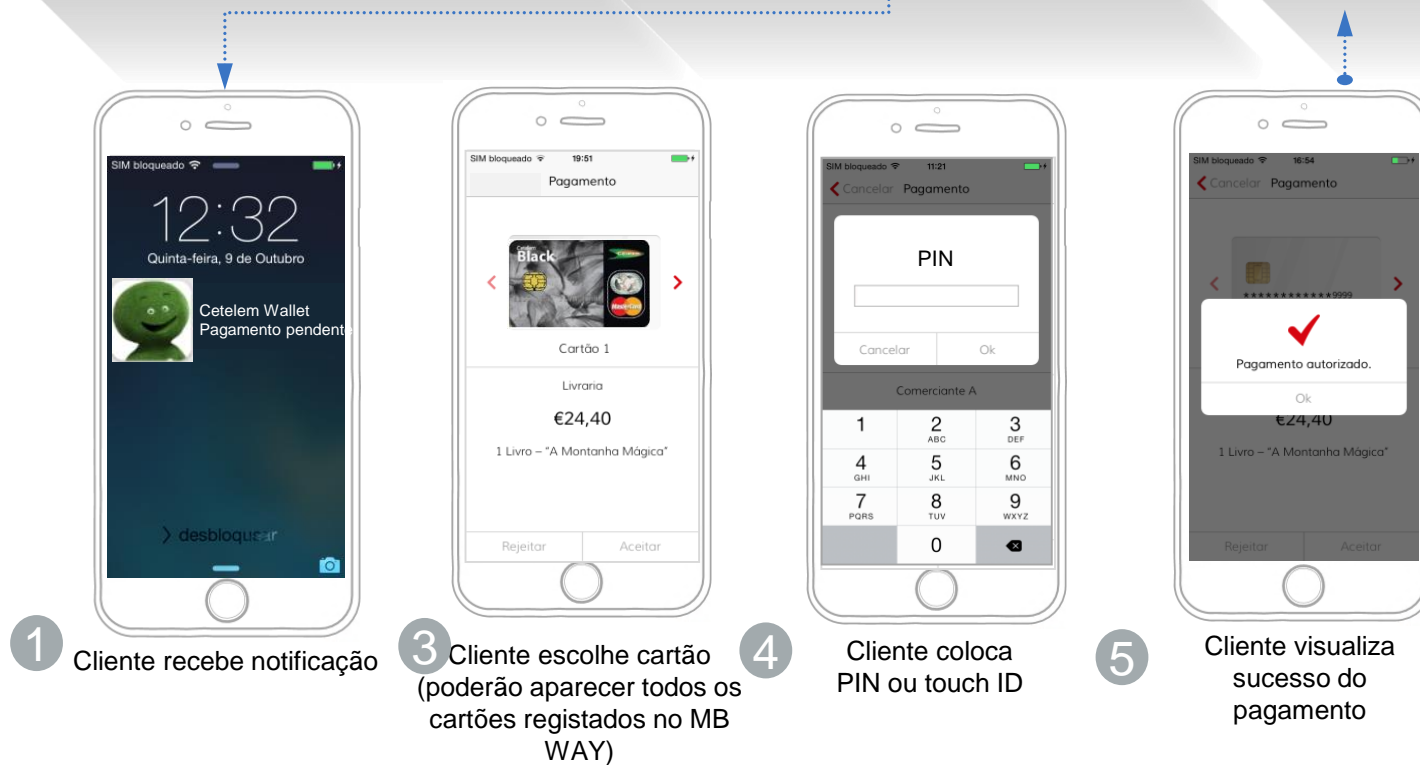 SIM bloqueado
12:32
Quinta-feira, 9 de Outubro
Cetelem Wallet
Pagamento pendente
desbloquear
1
Cliente recebe notificação
SIM bloqueado 19:51
Pagamento
Cetelem
Black
MasterCard
Cartão 1
Livraria
€24,40
1 Livro – “A Montanha Mágica”
Rejeitar Aceitar
3
Cliente escolhe cartão
(poderão aparecer todos os
cartões registados no MB
WAY)
SIM bloqueado 11:21
Cancelar Pagamento
PIN
Cancelar Ok
Comerciante A
1 2 3
ABC DEF
4 5 6
GHI JKL MNO
7 8 9
PQRS TUV WXYZ
0
4
Cliente coloca
PIN ou touch ID
SIM bloqueado 16:54
Cancelar Pagamento
************9999
Pagamento autorizado.
Ok
€24,40
1 Livro – “A Montanha Mágica”
Rejeitar Aceitar
5
Cliente visualiza
sucesso do
pagamento